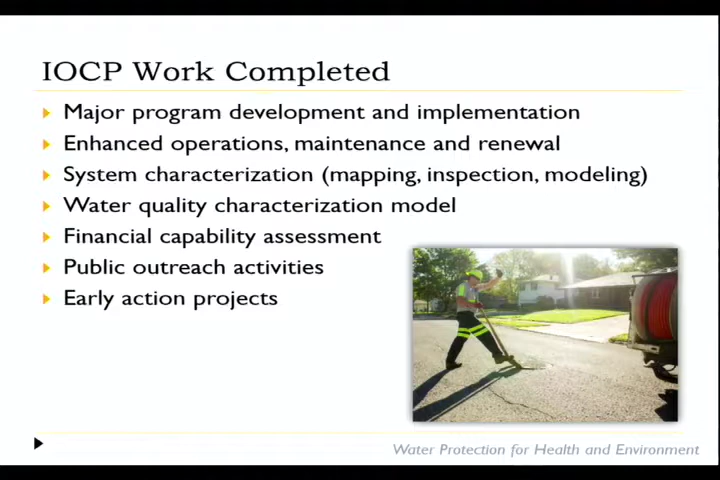 IOCP Work Completed
Major program development and implementation
Enhanced operations, maintenance and renewal
System characterization (mapping, inspection, modeling)
Water quality characterization model
Financial capability assessment
Public outreach activities
Early action projects
Water Protection for Health and Environment